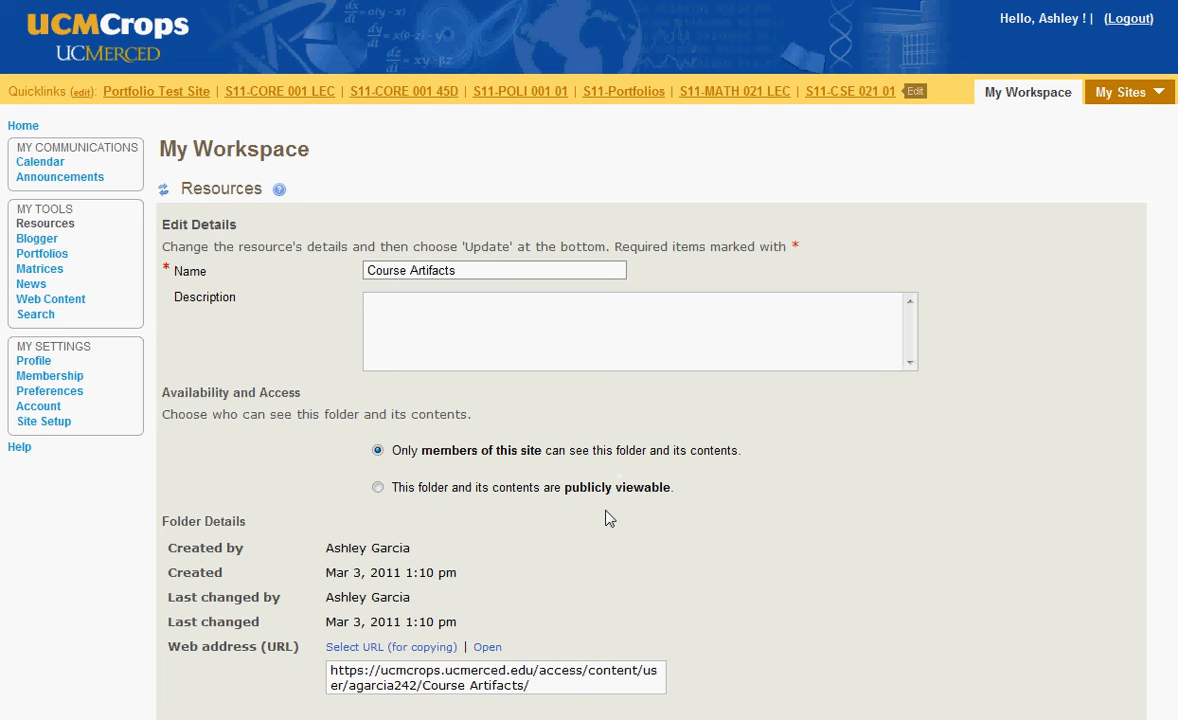 UCMCrops
UCMERCED
Hello, Ashley ! | (Logout)
Quicklinks (edit): Portfolio Test Site | S11-CORE 001 LEC | S11-CORE 001 45D | S11-POLI 001 01 | S11-Portfolios | S11-MATH 021 LEC | S11-CSE 021 01 Edit My Workspace My Sites
Home
MY COMMUNICATIONS
Calendar
Announcements
MY TOOLS
Resources
Blogger
Portfolios
Matrices
News
Web Content
Search
MY SETTINGS
Profile
Membership
Preferences
Account
Site Setup
Help
My Workspace
Resources ?
Edit Details
Change the resource's details and then choose 'Update' at the bottom. Required items marked with *
* Name Course Artifacts
Description
Availability and Access
Choose who can see this folder and its contents.
Only members of this site can see this folder and its contents.
This folder and its contents are publicly viewable.
Folder Details
Created by Ashley Garcia
Created Mar 3, 2011 1:10 pm
Last changed by Ashley Garcia
Last changed Mar 3, 2011 1:10 pm
Web address (URL) Select URL (for copying) | Open
https://ucmcrops.ucmerced.edu/access/content/us
er/agarcia242/Course Artifacts/